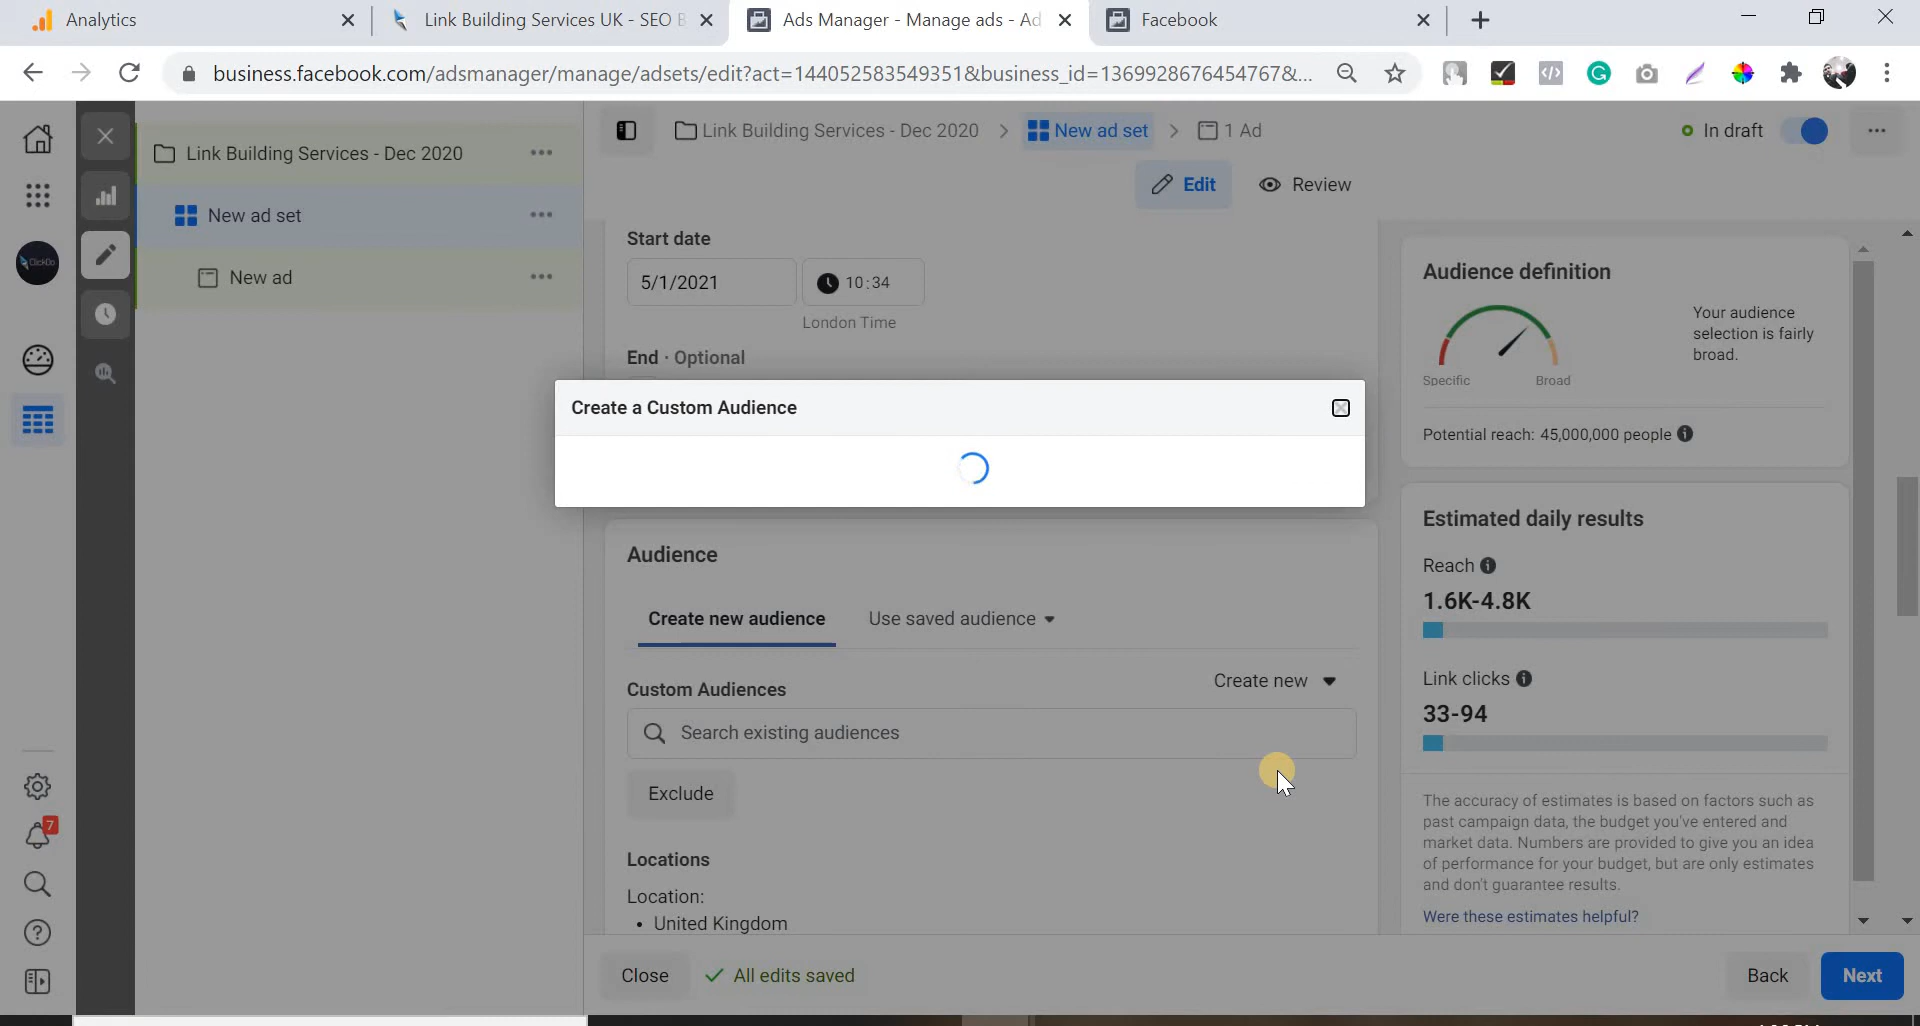 Analytics
Link Building Services UK - SEO B
Ads Manager - Manage ads - Ad
Facebook
business.facebook.com/adsmanager/manage/adsets/edit?act=144052583549351&business_id=1369928676454767&...
Link Building Services - Dec 2020
New ad set
1 Ad
In draft
Link Building Services - Dec 2020
New ad set
New ad
Edit
Review
ClickDo
Start date
5/1/2021
10:34
London Time
End · Optional
Create a Custom Audience
Audience
Create new audience
Use saved audience
Custom Audiences
Create new
Search existing audiences
Exclude
Locations
Location:
• United Kingdom
Audience definition
Your audience
selection is fairly
broad.
Specific
Broad
Potential reach: 45,000,000 people
Estimated daily results
Reach
1.6K-4.8K
Link clicks
33-94
The accuracy of estimates is based on factors such as
past campaign data, the budget you've entered and
market data. Numbers are provided to give you an idea
of performance for your budget, but are only estimates
and don't guarantee results.
Were these estimates helpful?
7
Close
All edits saved
Back
Next